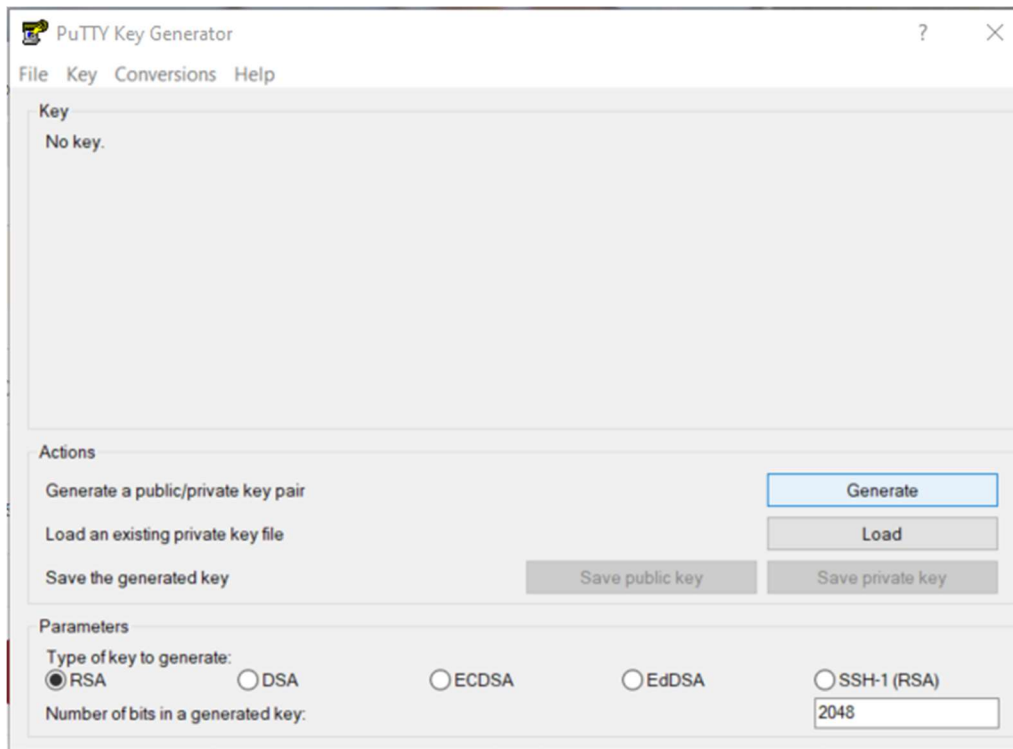 PuTTY Key Generator ?
File Key Conversions Help
Key
No key.
Actions
Generate a public/private key pair Generate
Load an existing private key file Load
Save the generated key Save public key Save private key
Parameters
Type of key to generate:
RSA DSA ECDSA EdDSA SSH-1 (RSA)
Number of bits in a generated key: 2048